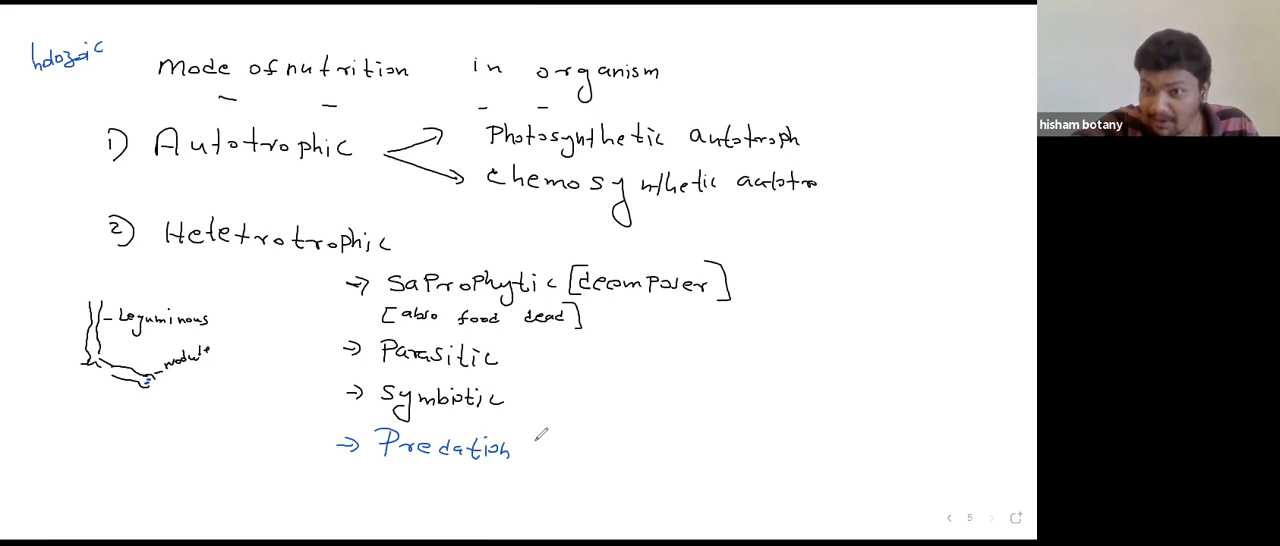 holozoic
mode of nutrition in organism
1) Autotrophic
Photosynthetic autotroph
chemosynthetic autotro
2) Heletrotrophic
→ saprophytic [decomposer]
[abso food dead]
→ Parasitic
→ symbiotic
→ Predation
Leguminous
nodule
hisham botany
5